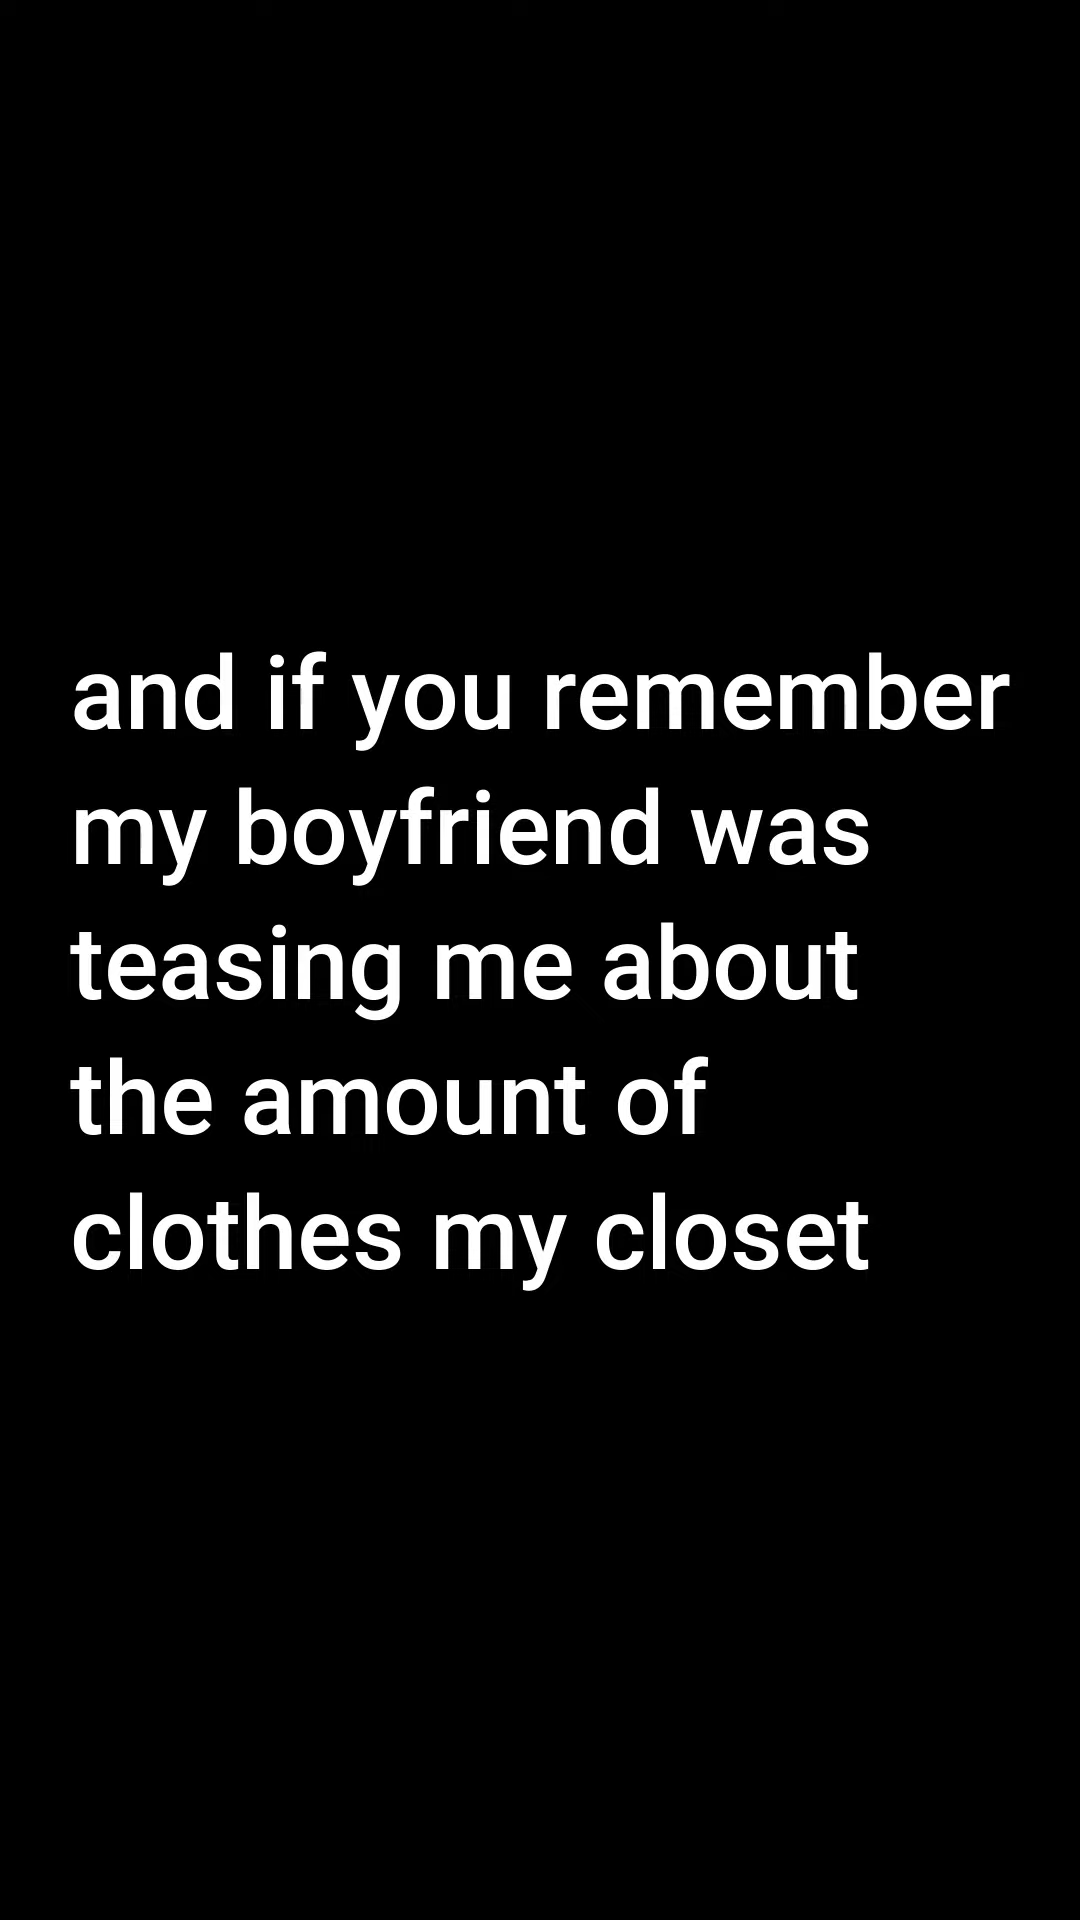 and if you remember
my boyfriend was
teasing me about
the amount of
clothes my closet